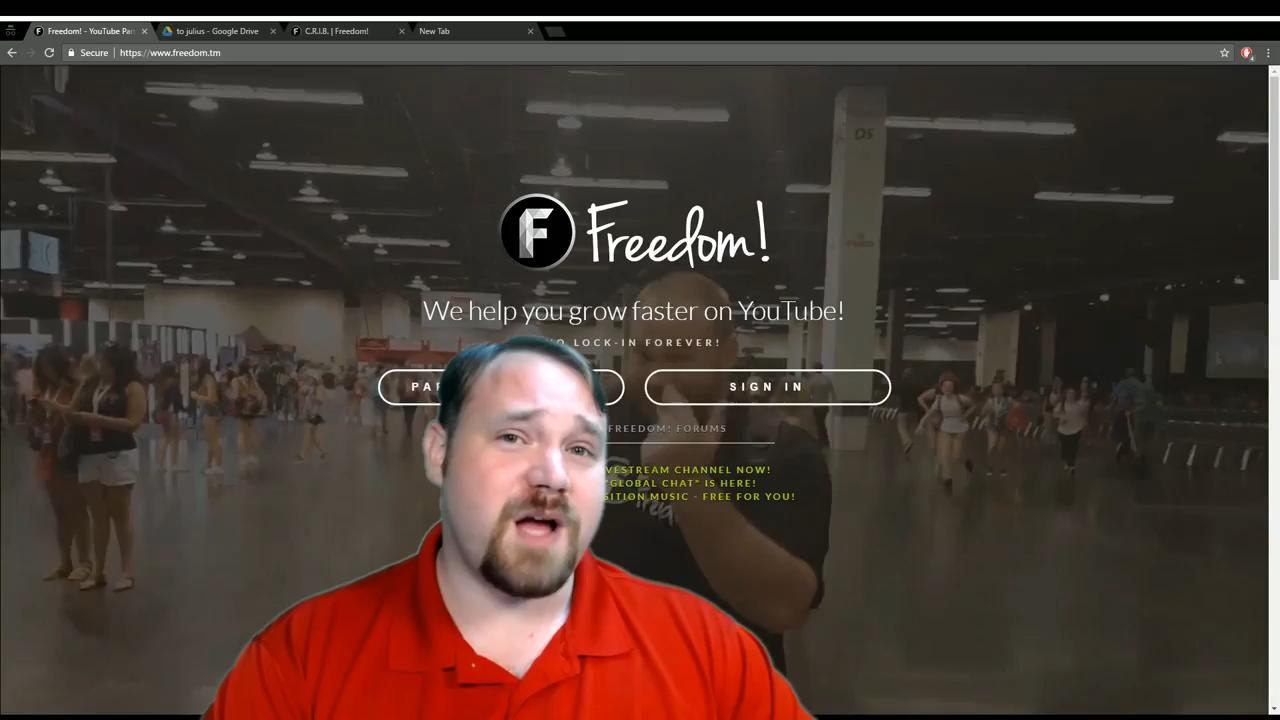 Freedom! - YouTube Par
to julius - Google Drive
C.R.I.B. | Freedom!
New Tab
Secure
https://www.freedom.tm
D5
F Freedom!
We help you grow faster on YouTube!
LOCK-IN FOREVER!
SIGN IN
FREEDOM! FORUMS
CHANNEL NOW!
"GLOBAL CHAT" IS HERE!
MUSIC - FREE FOR YOU!